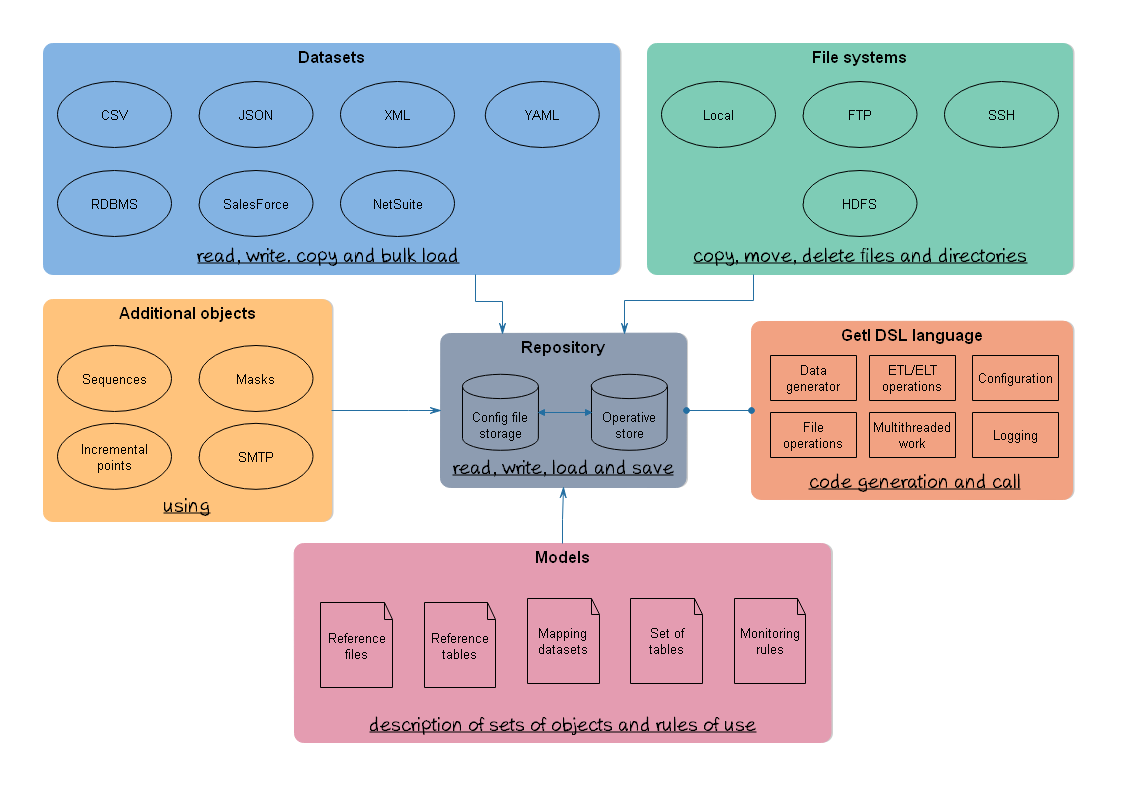 Datasets
CSV
JSON
XML
YAML
RDBMS
SalesForce
NetSuite
read, write. copy and bulk load
File systems
Local
FTP
SSH
HDFS
copy, move, delete files and directories
Additional objects
Sequences
Masks
Incremental
points
SMTP
using
Repository
Config file
storage
Operative
store
read, write, load and save
Getl DSL language
Data
generator
ETL/ELT
operations
Configuration
File
operations
Multithreaded
work
Logging
code generation and call
Models
Reference
files
Reference
tables
Mapping
datasets
Set of
tables
Monitoring
rules
description of sets of objects and rules of use